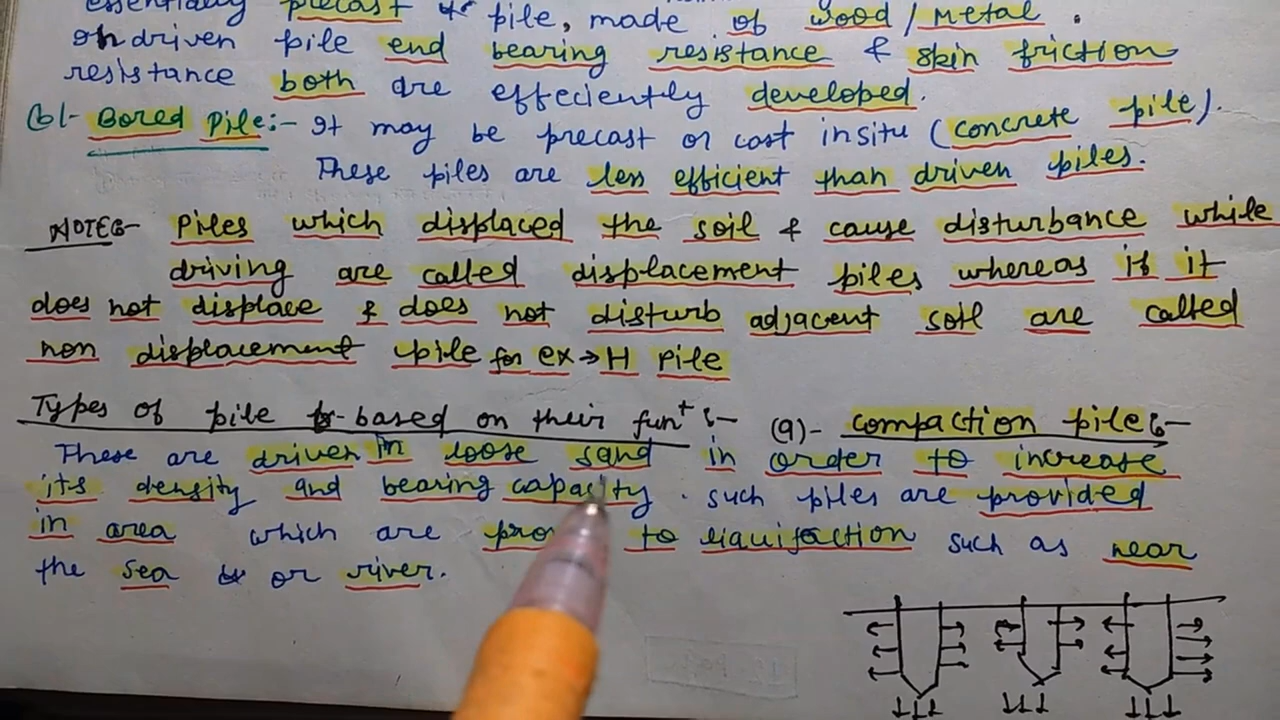 essentially precast pile, made of wood/Metal.
on driven pile end bearing resistance & skin friction
resistance both are effeciently developed.
(b)- Bored Pile:- It may be precast or cast insitu (concrete pile).
These piles are less efficient than driven piles.
NOTE:- Piles which displaced the soil & cause disturbance while
driving are called displacement piles whereas if it
does not displace & does not disturb adjacent soil are called
non displacement pile for ex→ H Pile
Types of pile based on their fun⁺ :- (a)- compaction pile:-
These are driven in loose sand in order to increase
its density and bearing capacity. such piles are provided
in area which are to liquifaction such as near
the sea or river.